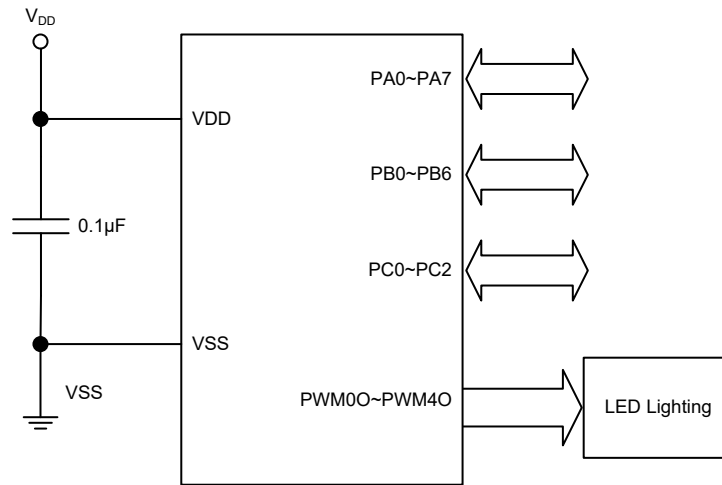 VDD
PA0~PA7
VDD
PB0~PB6
0.1µF
PC0~PC2
VSS
VSS
PWM0O~PWM4O
LED Lighting